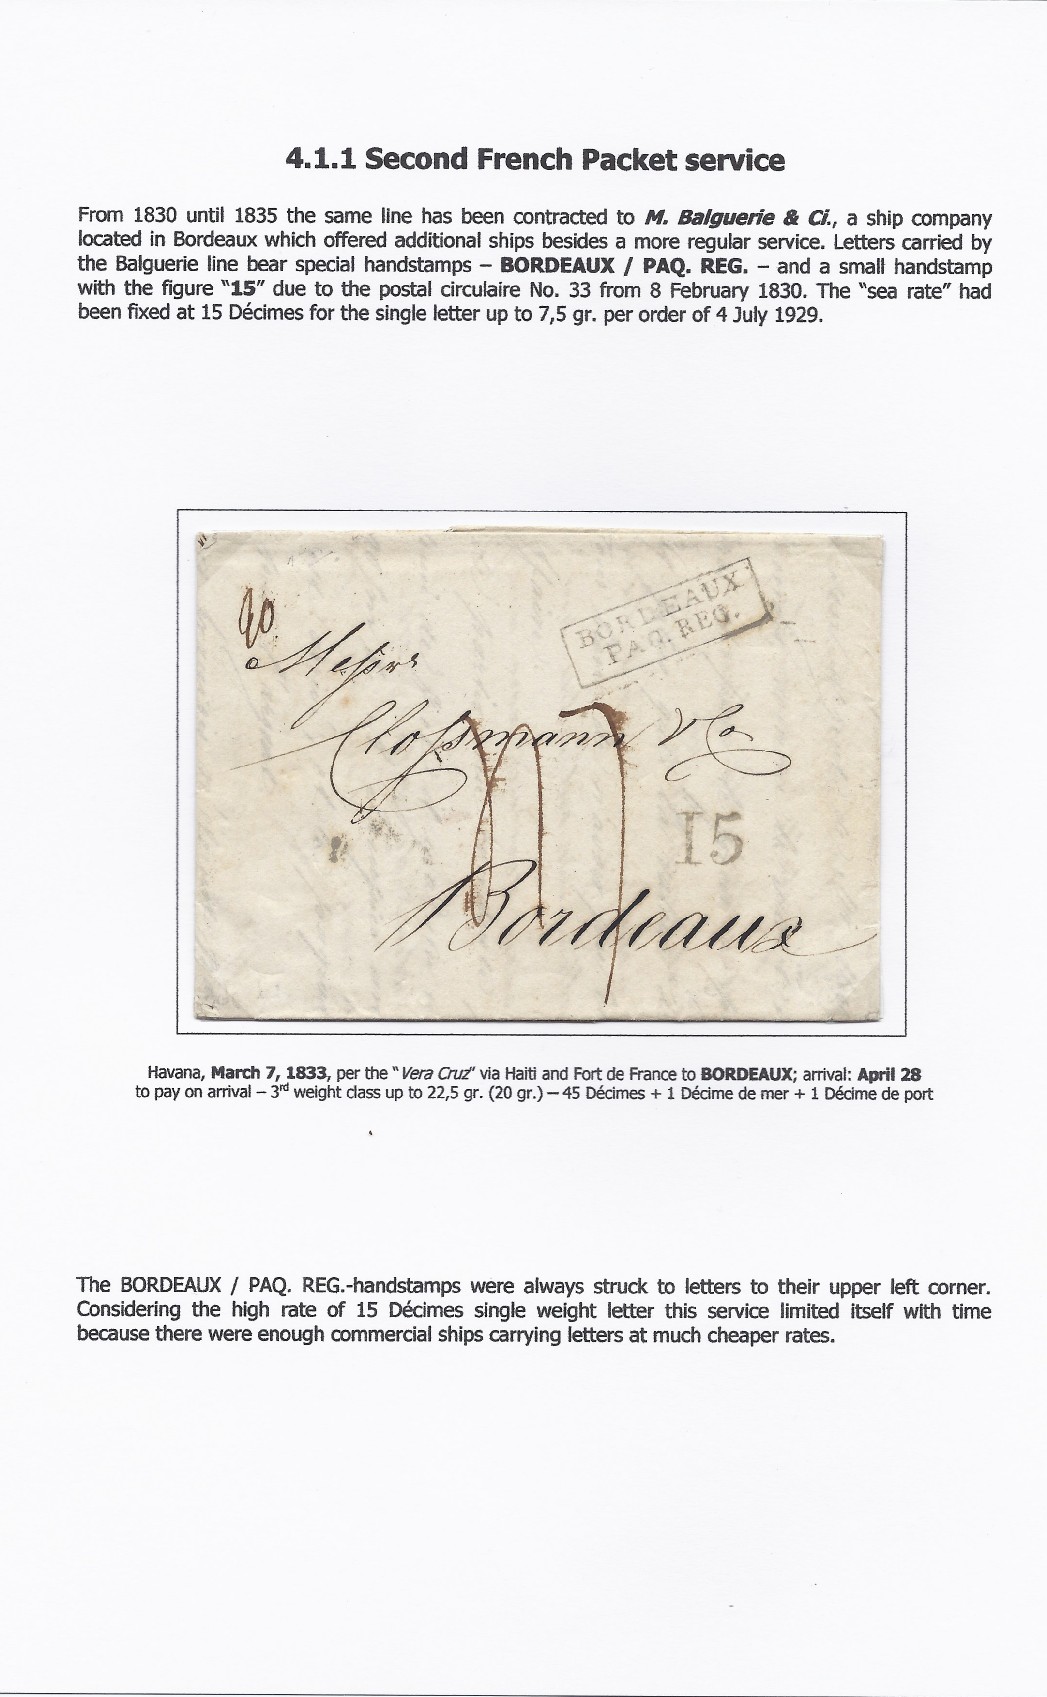 4.1.1 Second French Packet service
From 1830 until 1835 the same line has been contracted to M. Balguerie & Ci., a ship company
located in Bordeaux which offered additional ships besides a more regular service. Letters carried by
the Balguerie line bear special handstamps – BORDEAUX / PAQ. REG. – and a small handstamp
with the figure "15" due to the postal circulaire No. 33 from 8 February 1830. The "sea rate" had
been fixed at 15 Décimes for the single letter up to 7,5 gr. per order of 4 July 1929.
BORDEAUX
PAQ. REG.
20
Messrs
Clossmann & Co
15
Bordeaux
Havana, March 7, 1833, per the "Vera Cruz" via Haiti and Fort de France to BORDEAUX; arrival: April 28
to pay on arrival – 3rd weight class up to 22,5 gr. (20 gr.) – 45 Décimes + 1 Décime de mer + 1 Décime de port
The BORDEAUX / PAQ. REG.-handstamps were always struck to letters to their upper left corner.
Considering the high rate of 15 Décimes single weight letter this service limited itself with time
because there were enough commercial ships carrying letters at much cheaper rates.